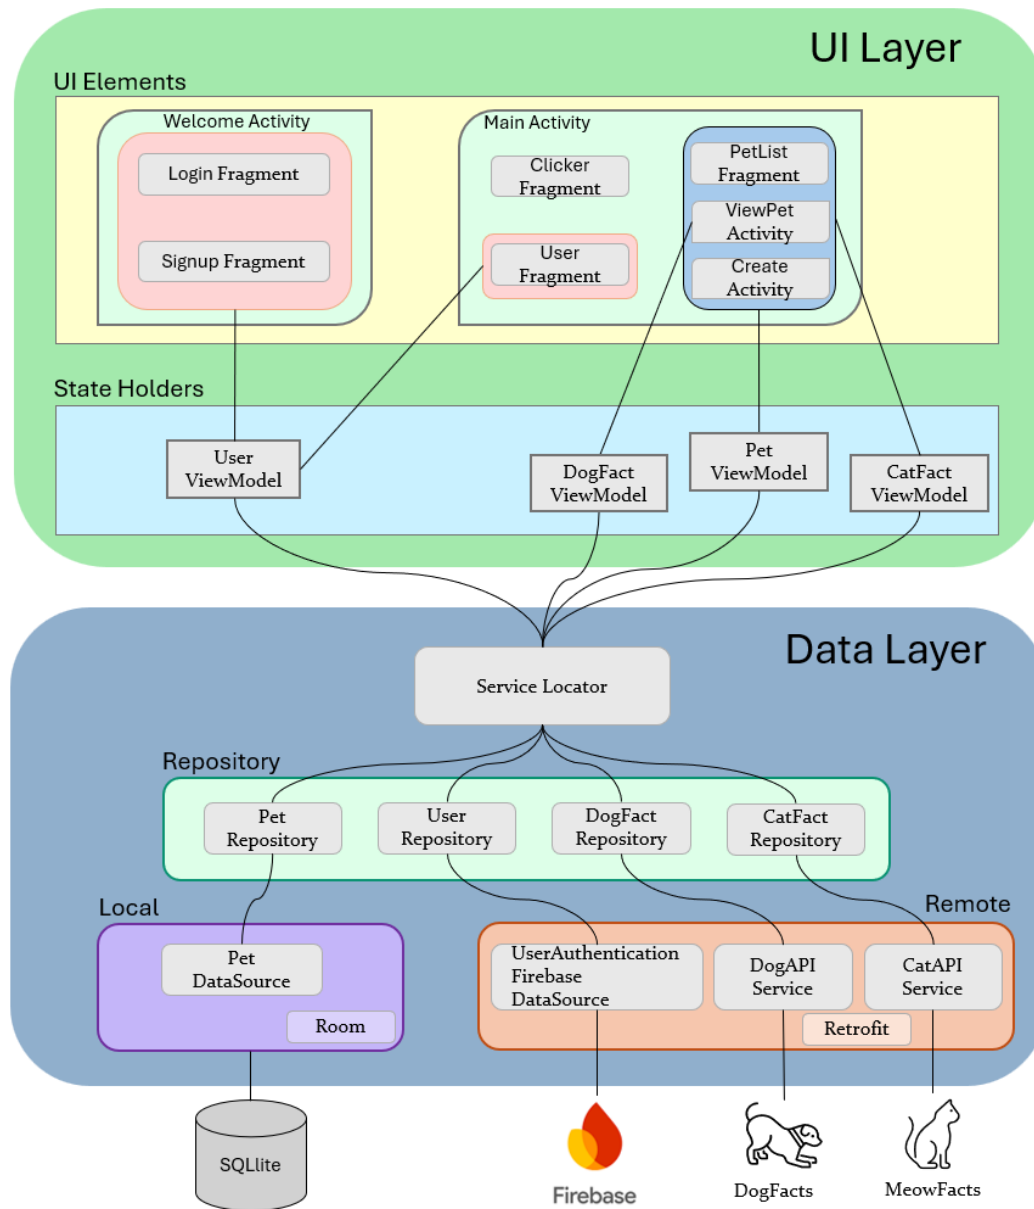 UI Layer
UI Elements
Welcome Activity
Login Fragment
Signup Fragment
Main Activity
Clicker
Fragment
User
Fragment
PetList
Fragment
ViewPet
Activity
Create
Activity
State Holders
User
ViewModel
DogFact
ViewModel
Pet
ViewModel
CatFact
ViewModel
Data Layer
Service Locator
Repository
Pet
Repository
User
Repository
DogFact
Repository
CatFact
Repository
Local
Pet
DataSource
Room
Remote
UserAuthentication
Firebase
DataSource
DogAPI
Service
CatAPI
Service
Retrofit
SQLlite
Firebase
DogFacts
MeowFacts